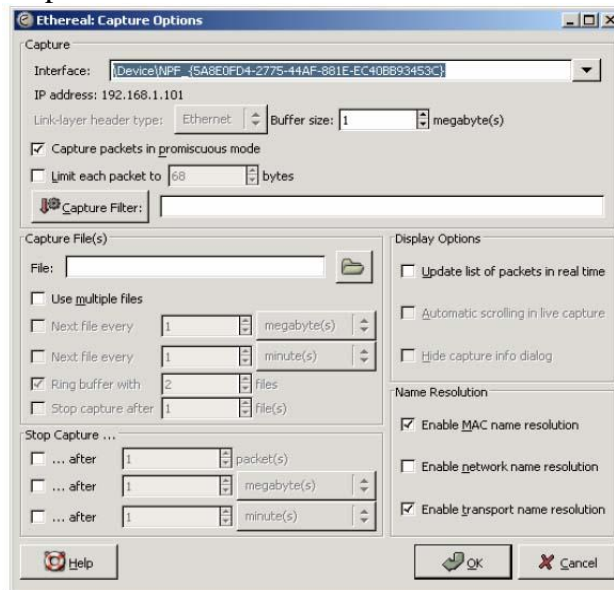 Ethereal: Capture Options
Capture
Interface: \Device\NPF_{5A8E0FD4-2775-44AF-881E-EC40BB93453C}
IP address: 192.168.1.101
Link-layer header type: Ethernet Buffer size: 1 megabyte(s)
Capture packets in promiscuous mode
Limit each packet to 68 bytes
Capture Filter:
Capture File(s)
File:
Use multiple files
Next file every 1 megabyte(s)
Next file every 1 minute(s)
Ring buffer with 2 files
Stop capture after 1 file(s)
Stop Capture ...
... after 1 packet(s)
... after 1 megabyte(s)
... after 1 minute(s)
Display Options
Update list of packets in real time
Automatic scrolling in live capture
Hide capture info dialog
Name Resolution
Enable MAC name resolution
Enable network name resolution
Enable transport name resolution
Help
OK
Cancel